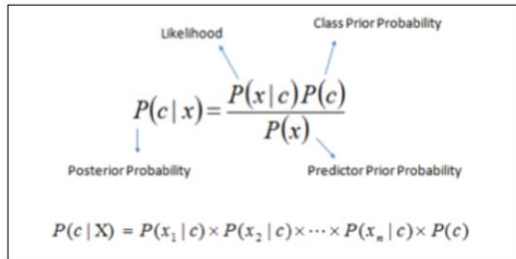 Likelihood
Class Prior Probability
P(c|x)=P(x|c)P(c)/P(x)
Posterior Probability
Predictor Prior Probability
P(c|X) = P(x₁|c)×P(x₂|c)×···×P(xₙ|c)×P(c)